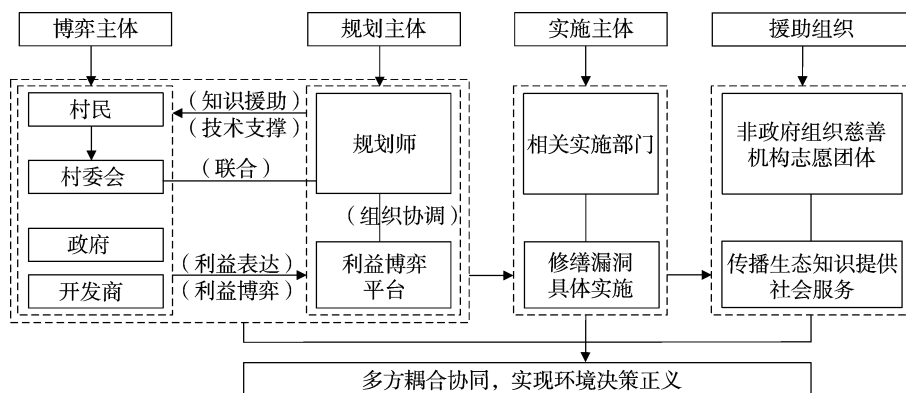 博弈主体
规划主体
实施主体
援助组织
村民
村委会
政府
开发商
（知识援助）
（技术支撑）
（联合）
（利益表达）
（利益博弈）
规划师
（组织协调）
利益博弈
平台
相关实施部门
修缮漏洞
具体实施
非政府组织慈善
机构志愿团体
传播生态知识提供
社会服务
多方耦合协同，实现环境决策正义